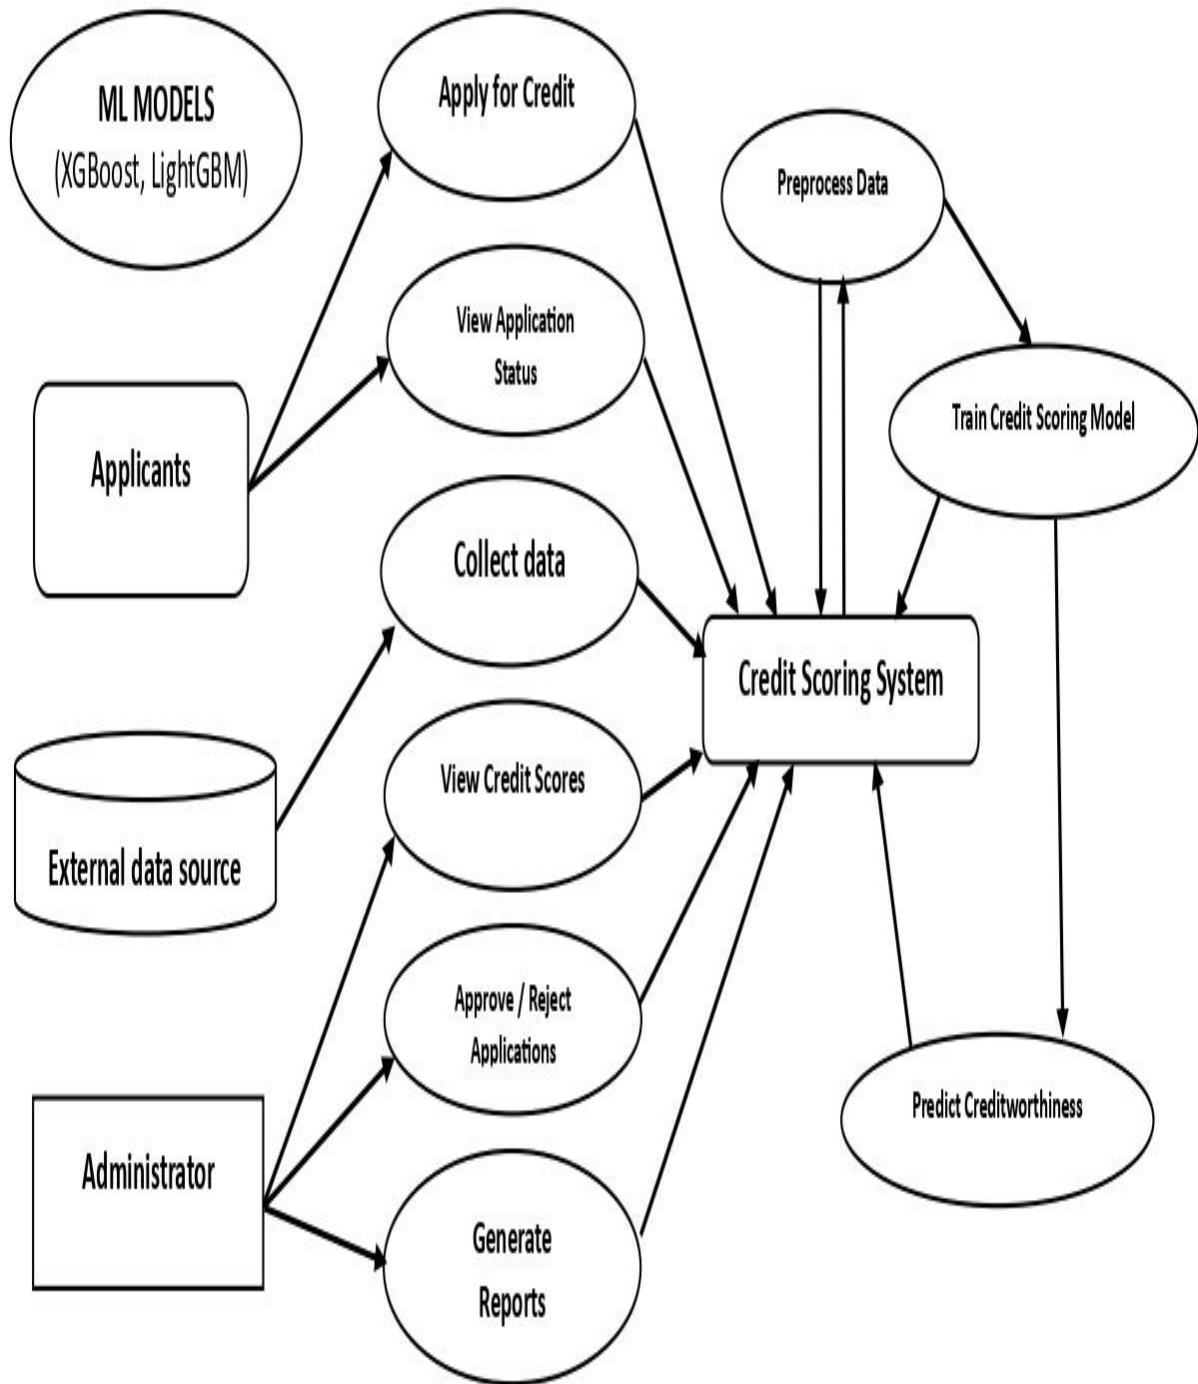 ML MODELS
(XGBoost, LightGBM)
Apply for Credit
Preprocess Data
View Application
Status
Train Credit Scoring Model
Applicants
Collect data
Credit Scoring System
View Credit Scores
External data source
Approve / Reject
Applications
Predict Creditworthiness
Administrator
Generate
Reports